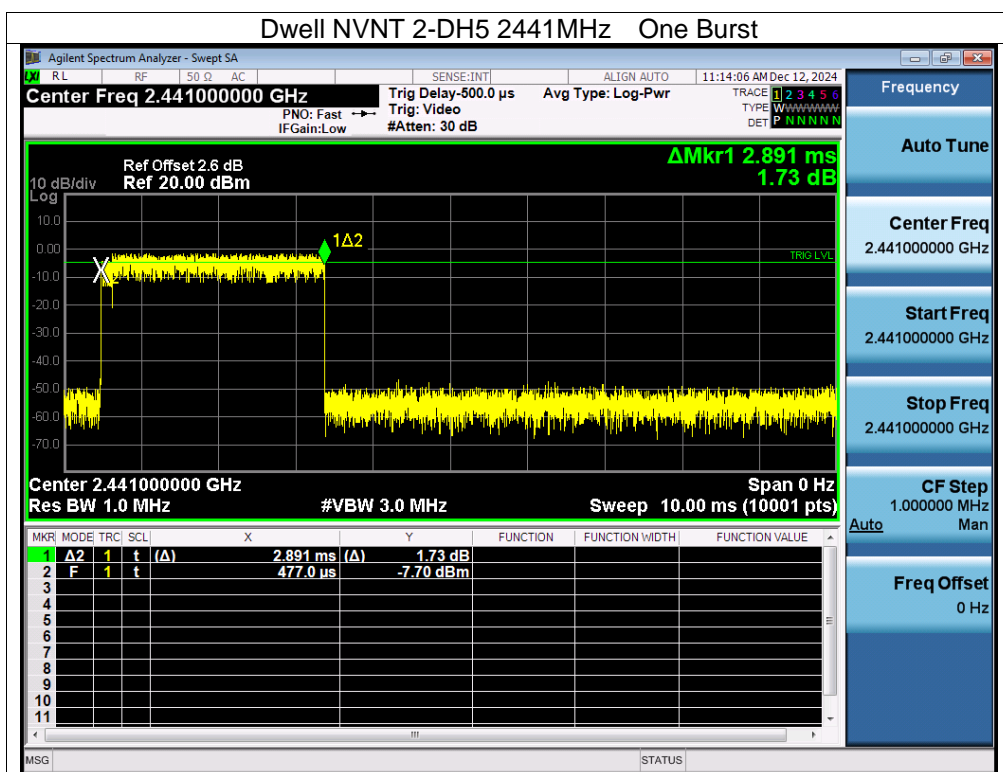 Dwell NVNT 2-DH5 2441MHz One Burst
Agilent Spectrum Analyzer - Swept SA
LXI RL RF 50 Ω AC SENSE:INT ALIGN AUTO 11:14:06 AM Dec 12, 2024
Center Freq 2.441000000 GHz
PNO: Fast
IFGain:Low
Trig Delay-500.0 µs
Trig: Video
#Atten: 30 dB
Avg Type: Log-Pwr
TRACE 1 2 3 4 5 6
TYPE WWWWWW
DET P N N N N N
Frequency
Auto Tune
Center Freq
2.441000000 GHz
Start Freq
2.441000000 GHz
Stop Freq
2.441000000 GHz
CF Step
1.000000 MHz
Auto Man
Freq Offset
0 Hz
ΔMkr1 2.891 ms
1.73 dB
Ref Offset 2.6 dB
10 dB/div Ref 20.00 dBm
Log
10.0
0.00
-10.0
-20.0
-30.0
-40.0
-50.0
-60.0
-70.0
X
1Δ2
TRIG LVL
Center 2.441000000 GHz Span 0 Hz
Res BW 1.0 MHz #VBW 3.0 MHz Sweep 10.00 ms (10001 pts)
MKR MODE TRC SCL X Y FUNCTION FUNCTION WIDTH FUNCTION VALUE
1 Δ2 1 t (Δ) 2.891 ms (Δ) 1.73 dB
2 F 1 t 477.0 µs -7.70 dBm
3
4
5
6
7
8
9
10
11
MSG STATUS